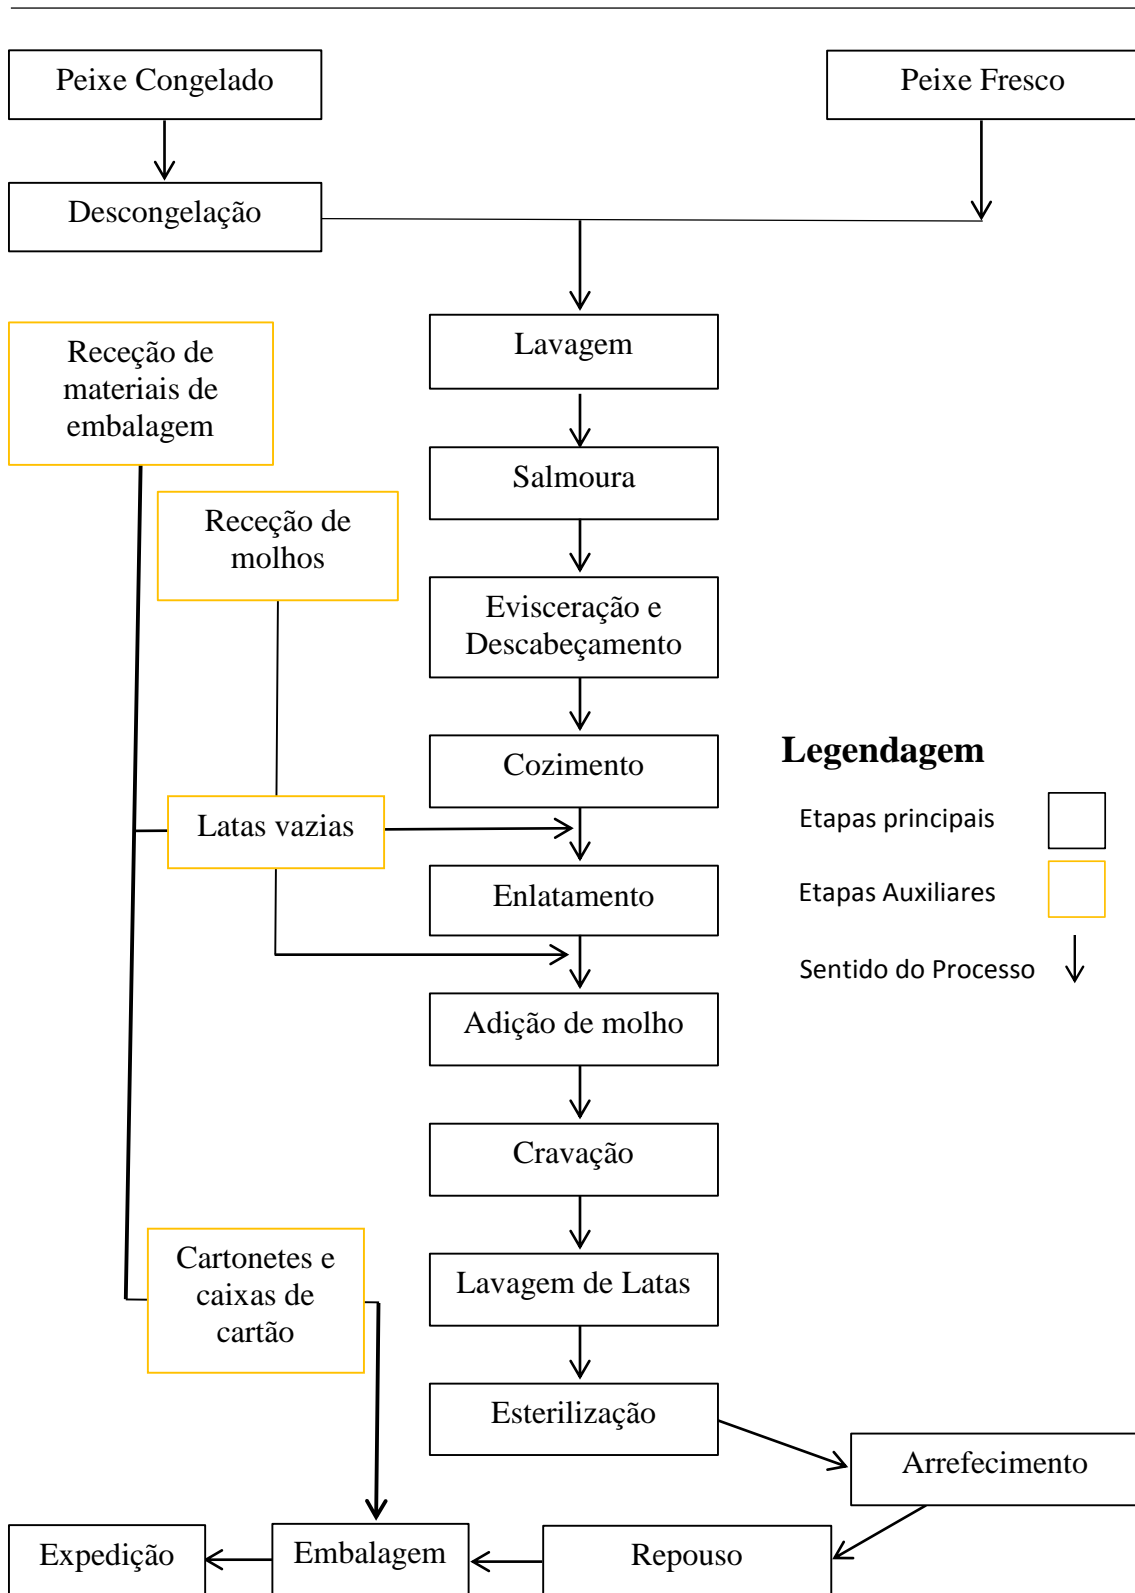 Peixe Congelado
Peixe Fresco
Descongelação
Lavagem
Receção de
materiais de
embalagem
Salmoura
Receção de
molhos
Evisceração e
Descabeçamento
Cozimento
Legendagem
Etapas principais
Latas vazias
Etapas Auxiliares
Enlatamento
Sentido do Processo
Adição de molho
Cravação
Cartonetes e
caixas de
cartão
Lavagem de Latas
Esterilização
Arrefecimento
Expedição
Embalagem
Repouso